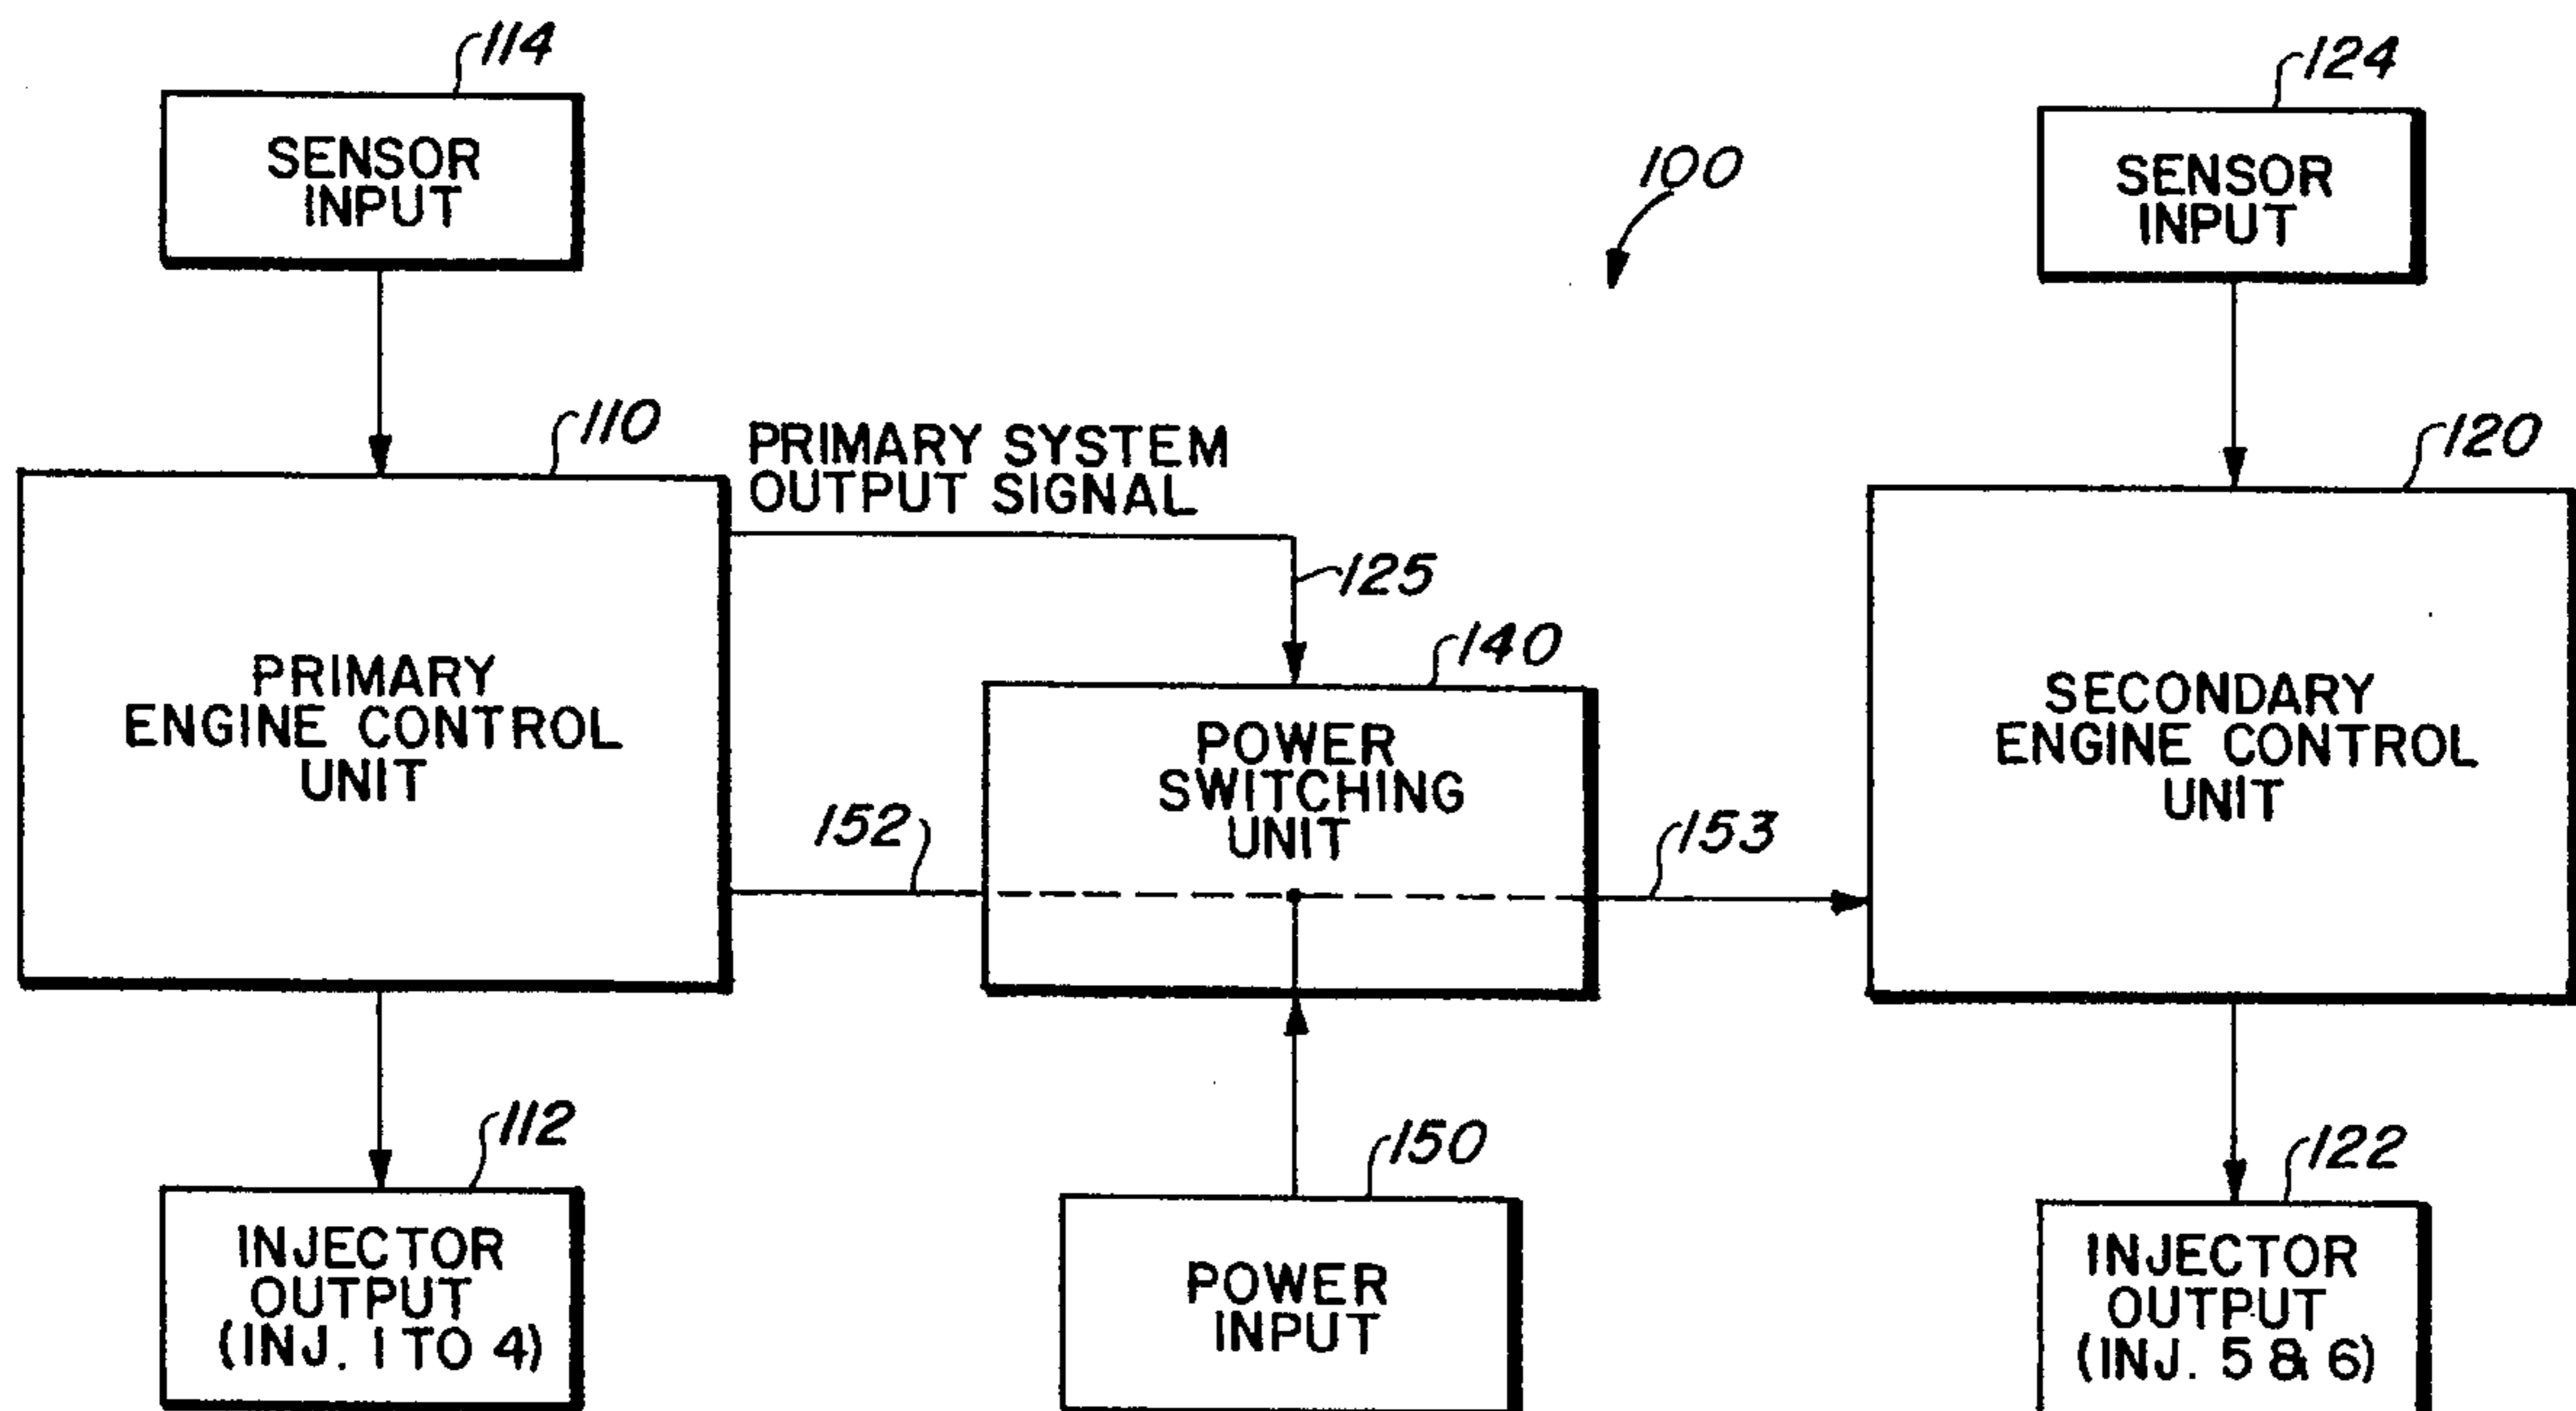 114
SENSOR
INPUT
124
SENSOR
INPUT
100
110
PRIMARY SYSTEM
OUTPUT SIGNAL
120
125
140
PRIMARY
ENGINE CONTROL
UNIT
POWER
SWITCHING
UNIT
SECONDARY
ENGINE CONTROL
UNIT
152
153
112
INJECTOR
OUTPUT
(INJ. 1 TO 4)
150
POWER
INPUT
122
INJECTOR
OUTPUT
(INJ. 5 & 6)